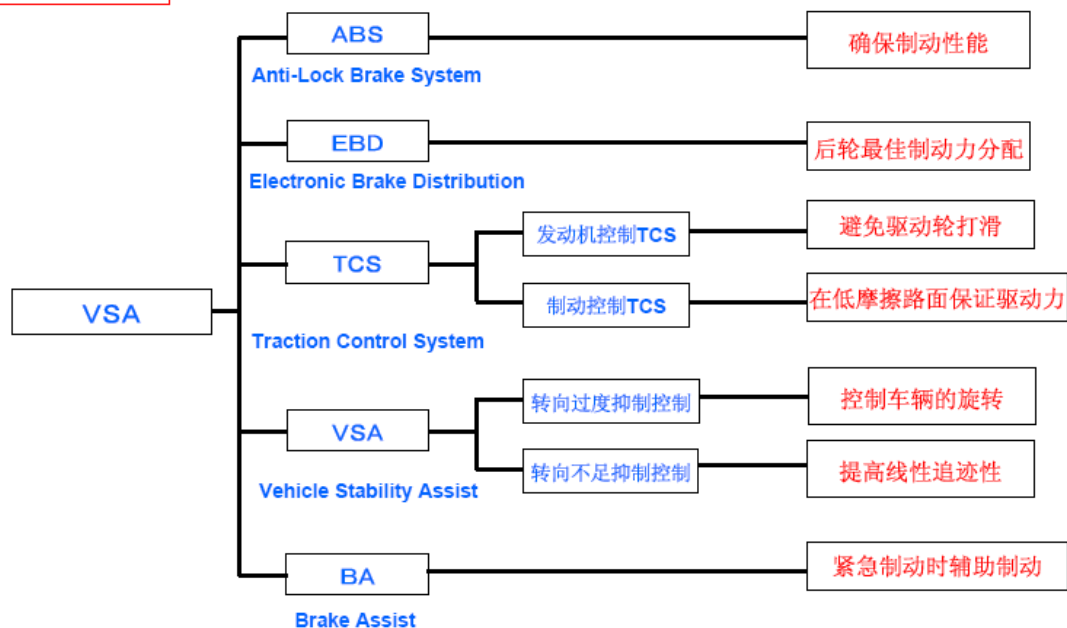 ABS
确保制动性能
Anti-Lock Brake System
EBD
后轮最佳制动力分配
Electronic Brake Distribution
TCS
发动机控制TCS
避免驱动轮打滑
制动控制TCS
在低摩擦路面保证驱动力
VSA
Traction Control System
VSA
转向过度抑制控制
控制车辆的旋转
转向不足抑制控制
提高线性追迹性
Vehicle Stability Assist
BA
紧急制动时辅助制动
Brake Assist